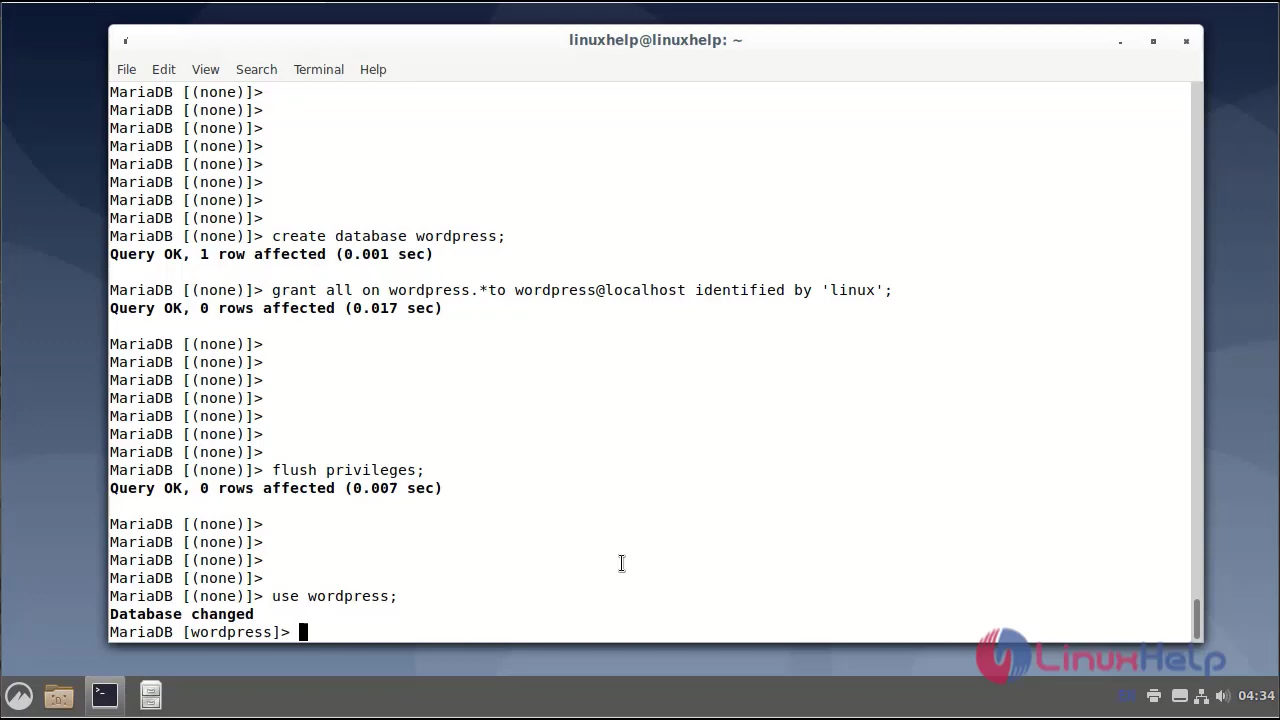 linuxhelp@linuxhelp: ~
File Edit View Search Terminal Help
MariaDB [(none)]>
MariaDB [(none)]>
MariaDB [(none)]>
MariaDB [(none)]>
MariaDB [(none)]>
MariaDB [(none)]>
MariaDB [(none)]>
MariaDB [(none)]>
MariaDB [(none)]> create database wordpress;
Query OK, 1 row affected (0.001 sec)
MariaDB [(none)]> grant all on wordpress.*to wordpress@localhost identified by 'linux';
Query OK, 0 rows affected (0.017 sec)
MariaDB [(none)]>
MariaDB [(none)]>
MariaDB [(none)]>
MariaDB [(none)]>
MariaDB [(none)]>
MariaDB [(none)]>
MariaDB [(none)]>
MariaDB [(none)]> flush privileges;
Query OK, 0 rows affected (0.007 sec)
MariaDB [(none)]>
MariaDB [(none)]>
MariaDB [(none)]>
MariaDB [(none)]>
MariaDB [(none)]> use wordpress;
Database changed
MariaDB [wordpress]>
LinuxHelp
04:34